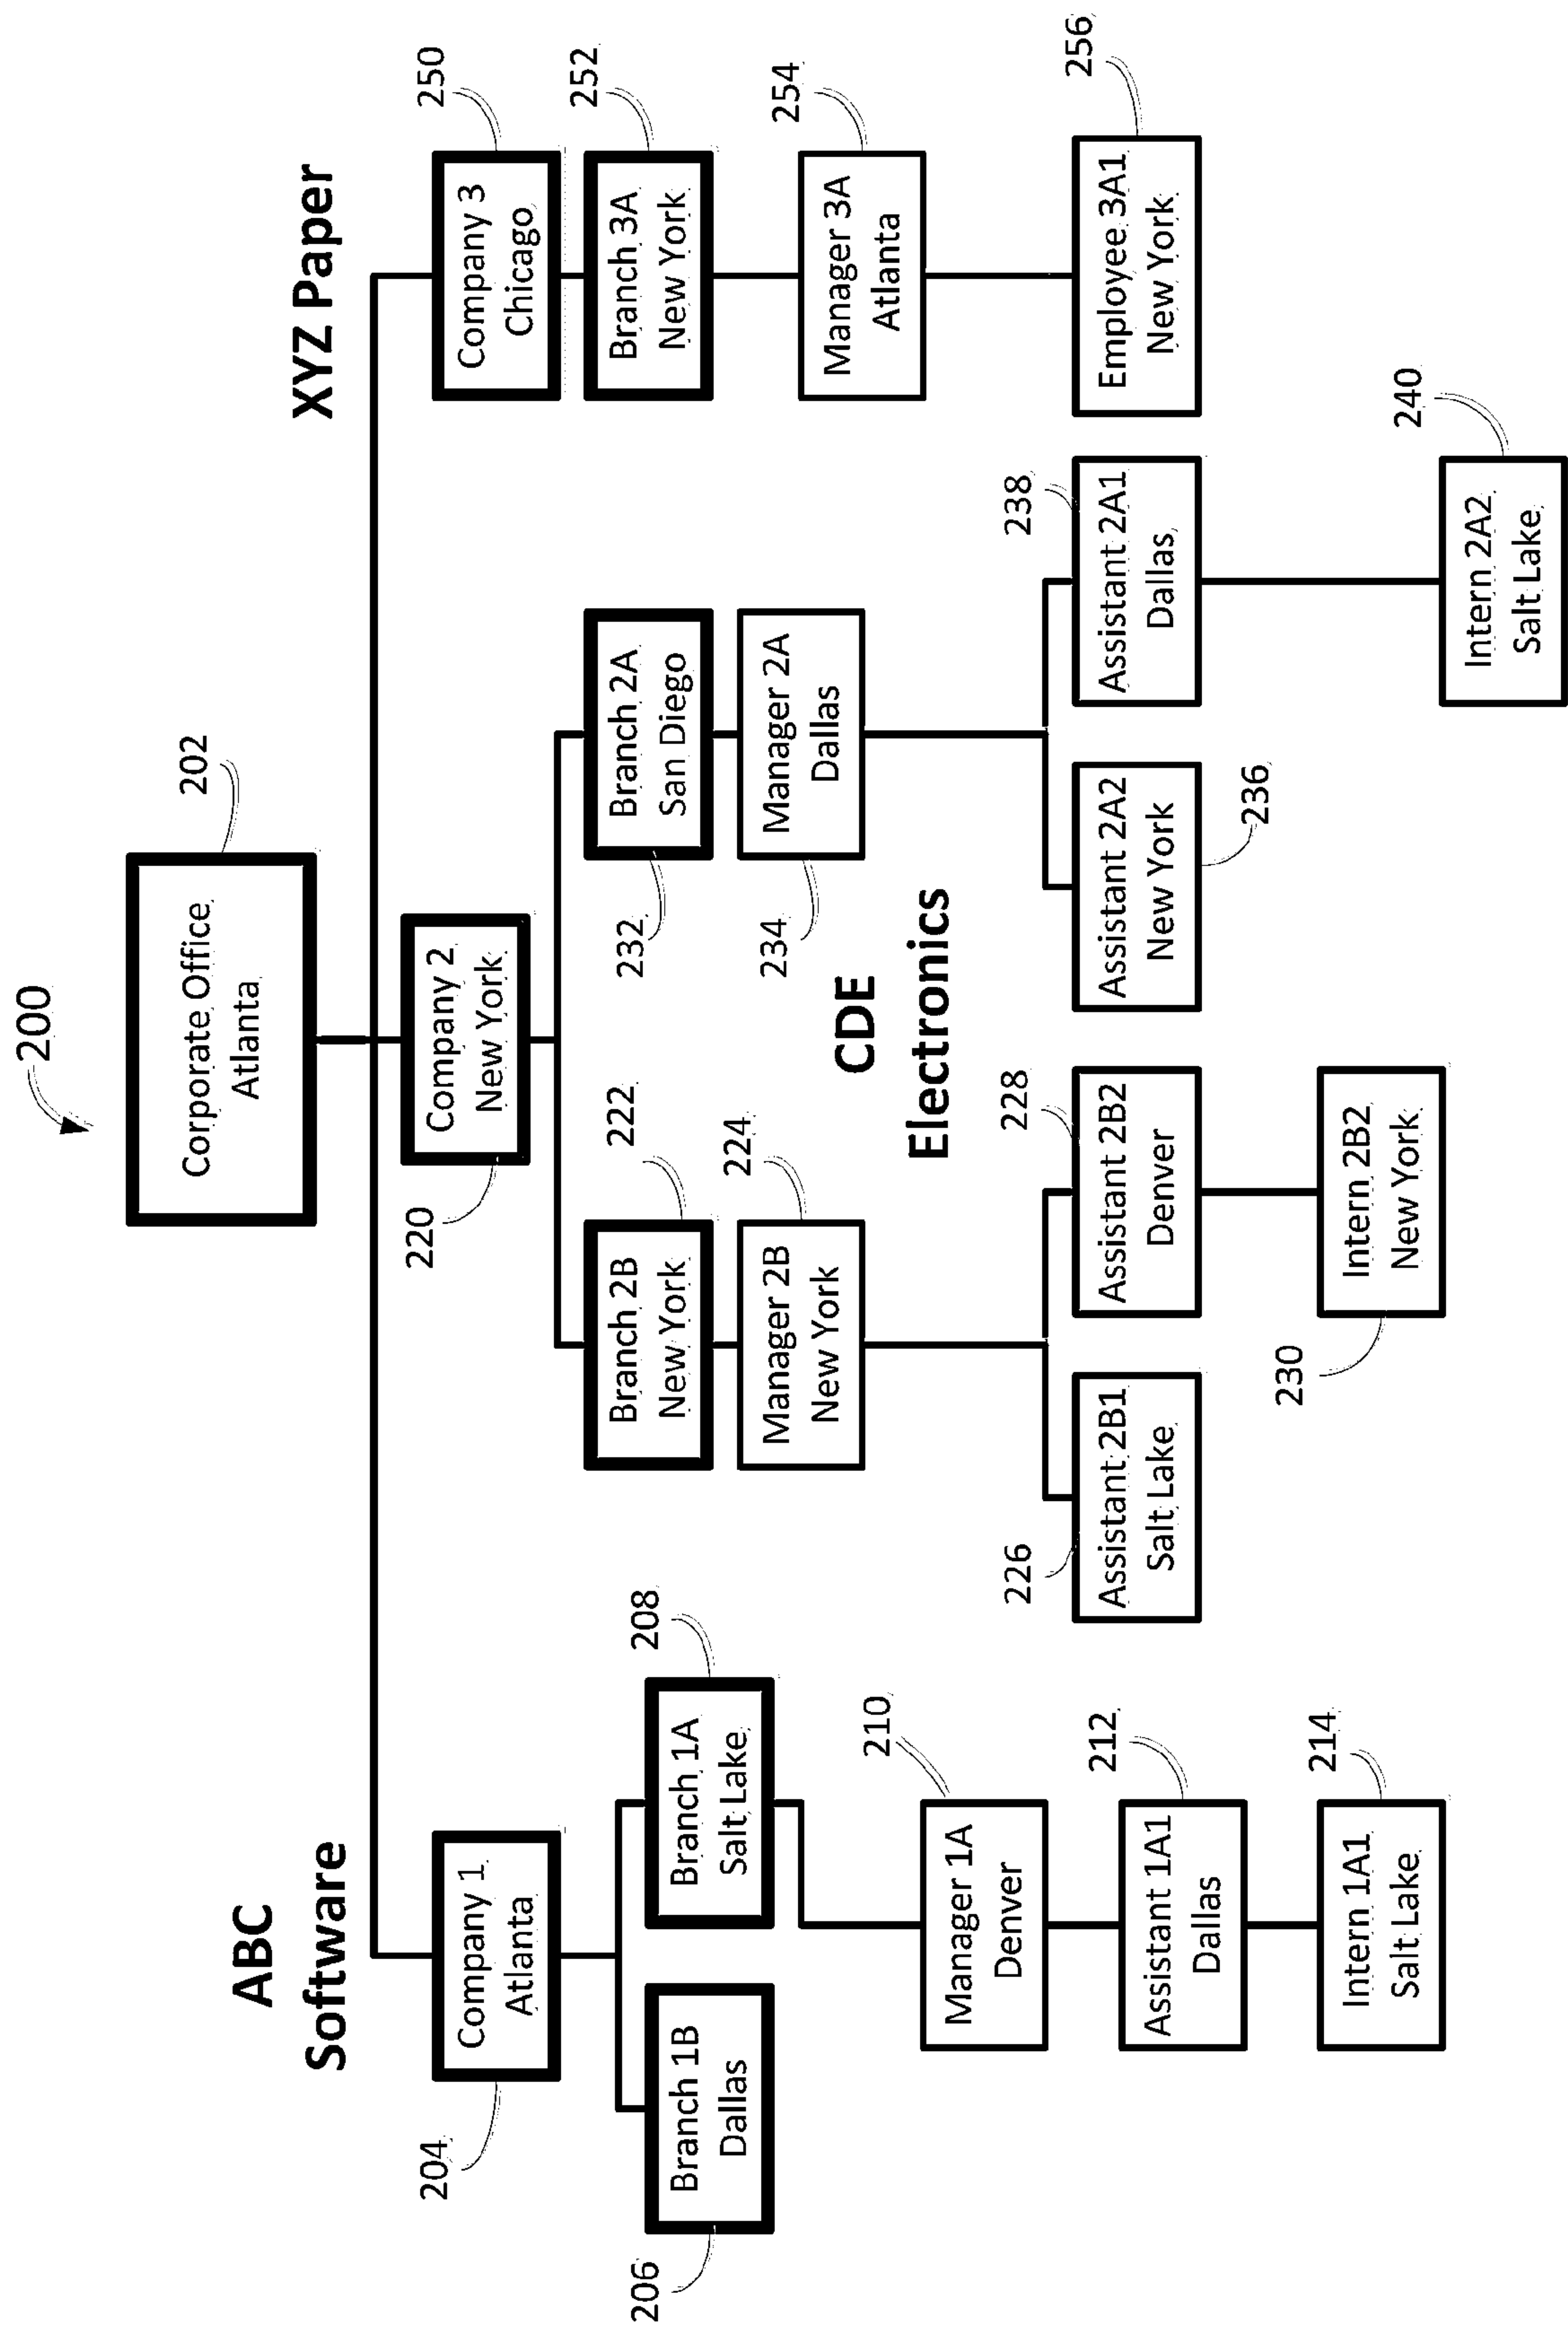 200
Corporate Office
Atlanta
202
ABC
Software
XYZ Paper
204
Company 1
Atlanta
220
Company 2
New York
Company 3
Chicago
250
206
Branch 1B
Dallas
Branch 1A
Salt Lake
208
Branch 2B
New York
222
232
Branch 2A
San Diego
Branch 3A
New York
252
Manager 2B
New York
224
234
Manager 2A
Dallas
Manager 3A
Atlanta
254
CDE
Electronics
Manager 1A
Denver
210
226
Assistant 2B1
Salt Lake
Assistant 2B2
Denver
228
Assistant 2A2
New York
236
Assistant 2A1
Dallas
238
Employee 3A1
New York
256
Assistant 1A1
Dallas
212
Intern 1A1
Salt Lake
214
230
Intern 2B2
New York
Intern 2A2
Salt Lake
240